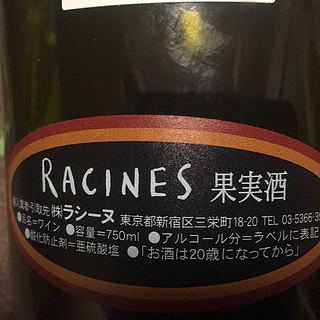 RACINES 果実酒
輸入業者・引取先 ㈱ラシーヌ 東京都新宿区三栄町18-20 TEL 03-5366-39
●品名=ワイン ●容量=750ml ●アルコール分=ラベルに表記
●酸化防止剤=亜硫酸塩 ●「お酒は20歳になってから」